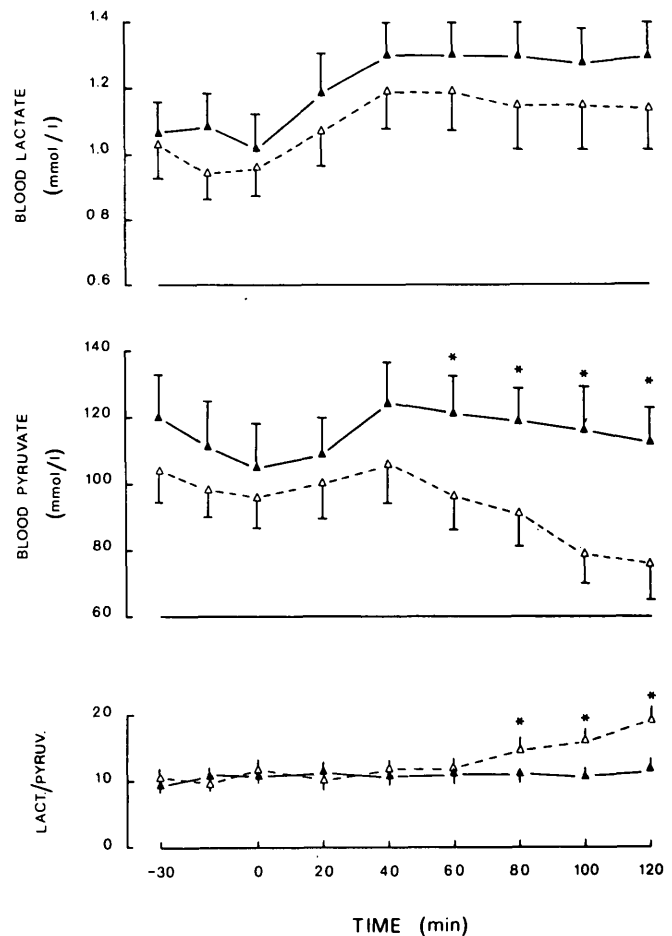 1.4
1.2
1.0
0.8
0.6
BLOOD LACTATE
(mmol / l)
140
120
100
80
60
BLOOD PYRUVATE
(mmol/l)
* * * *
20
10
0
LACT./PYRUV.
* * *
-30 0 20 40 60 80 100 120
TIME (min)